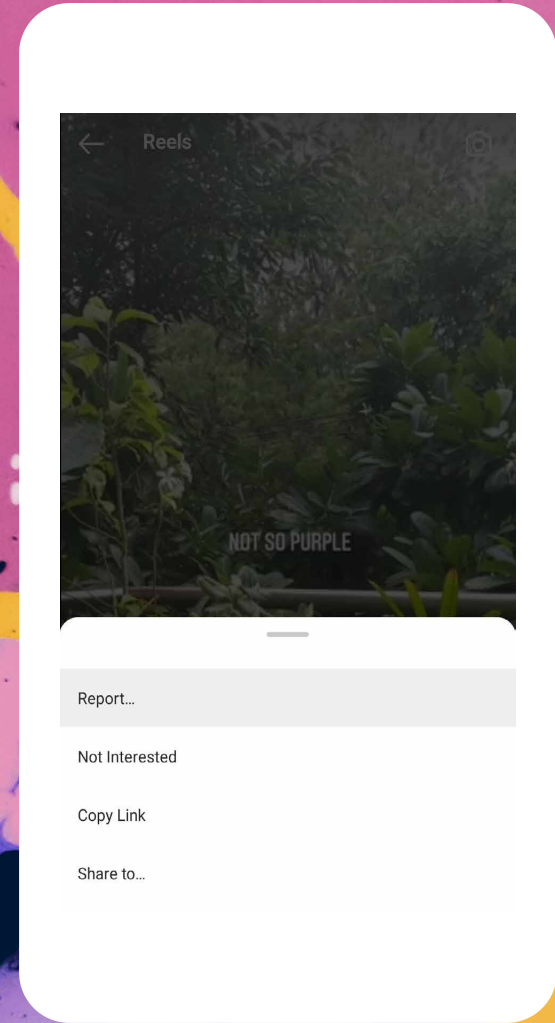 Reels
NOT SO PURPLE
Report…
Not Interested
Copy Link
Share to…